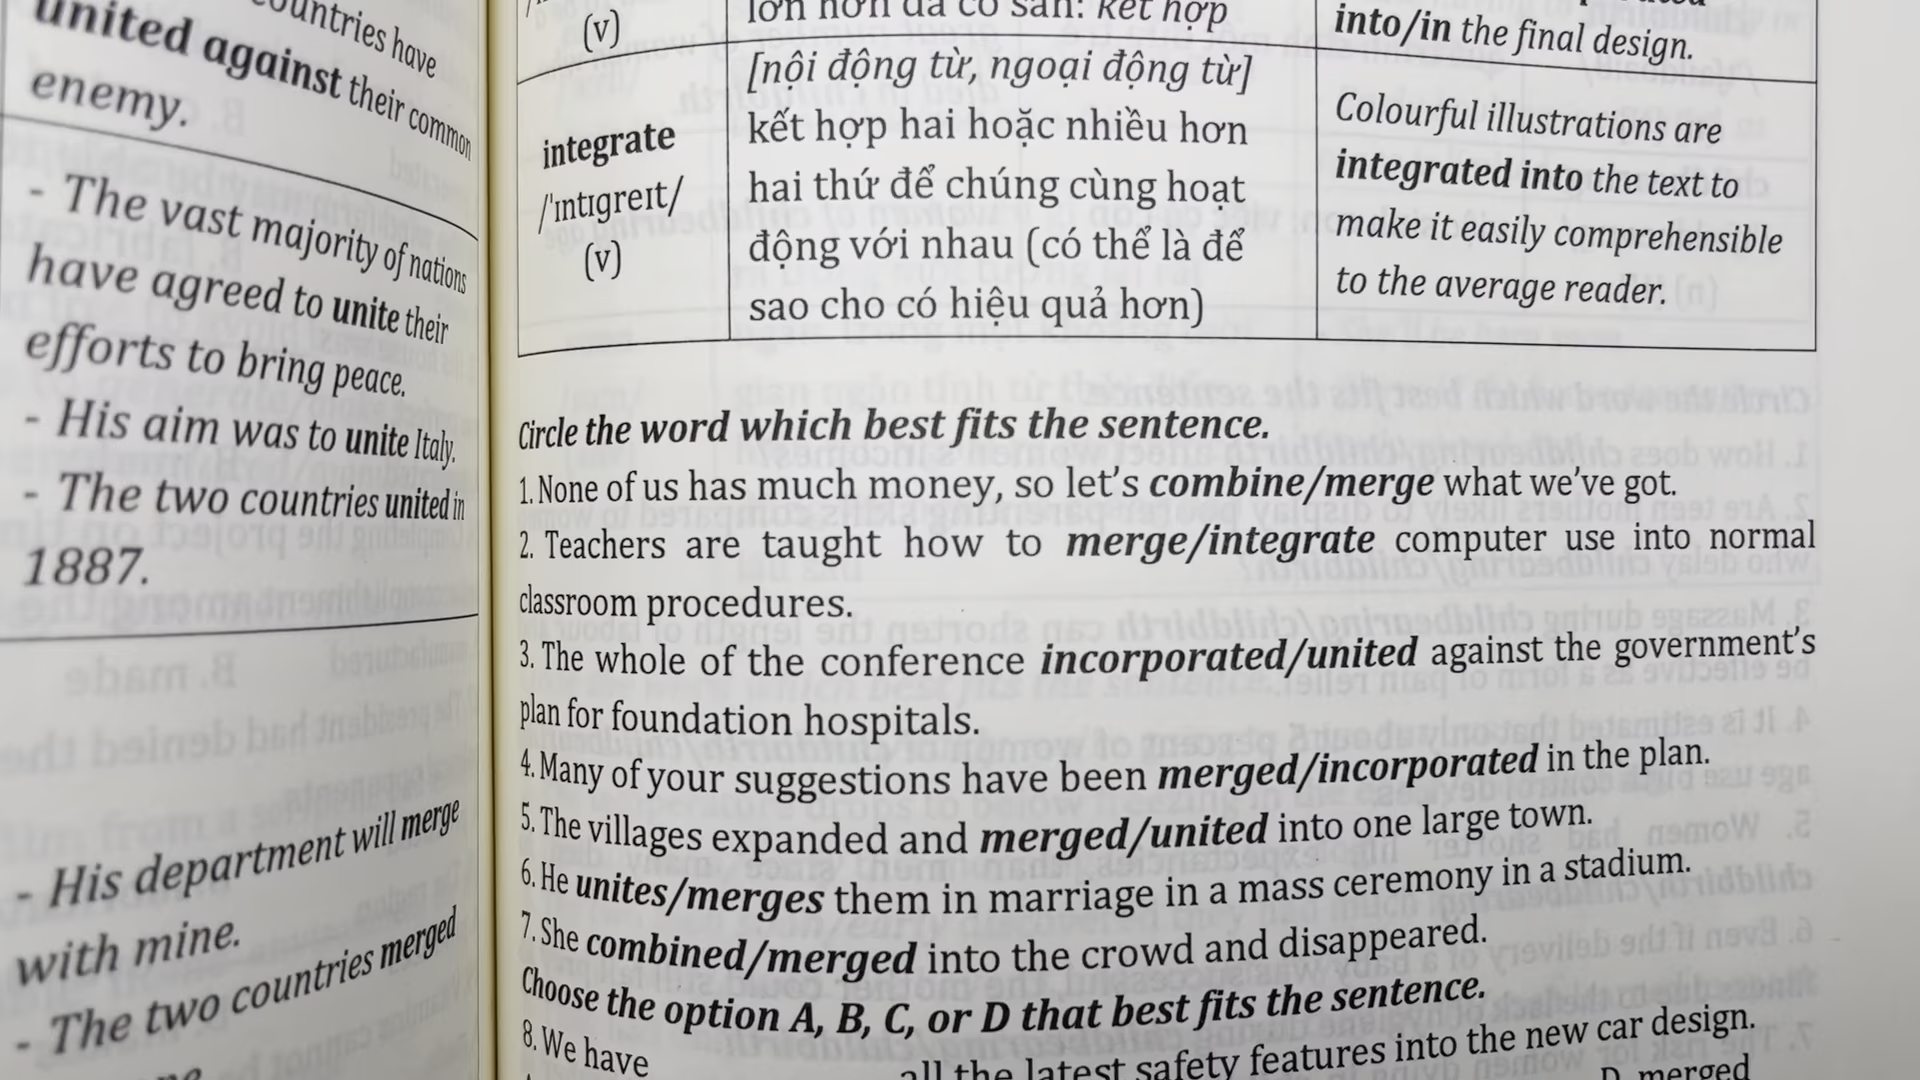 countries have
united against their common
enemy.
- The vast majority of nations
have agreed to unite their
efforts to bring peace.
- His aim was to unite Italy.
- The two countries united in
1887.
- His department will merge
with mine.
- The two countries merged
(v)
lớn hơn đã có sẵn: kết hợp
into/in the final design.
integrate
/ˈɪntɪɡreɪt/
(v)
[nội động từ, ngoại động từ]
kết hợp hai hoặc nhiều hơn
hai thứ để chúng cùng hoạt
động với nhau (có thể là để
sao cho có hiệu quả hơn)
Colourful illustrations are
integrated into the text to
make it easily comprehensible
to the average reader.
Circle the word which best fits the sentence.
1. None of us has much money, so let's combine/merge what we've got.
2. Teachers are taught how to merge/integrate computer use into normal
classroom procedures.
3. The whole of the conference incorporated/united against the government's
plan for foundation hospitals.
4. Many of your suggestions have been merged/incorporated in the plan.
5. The villages expanded and merged/united into one large town.
6. He unites/merges them in marriage in a mass ceremony in a stadium.
7. She combined/merged into the crowd and disappeared.
Choose the option A, B, C, or D that best fits the sentence.
8. We have all the latest safety features into the new car design.
D. merged